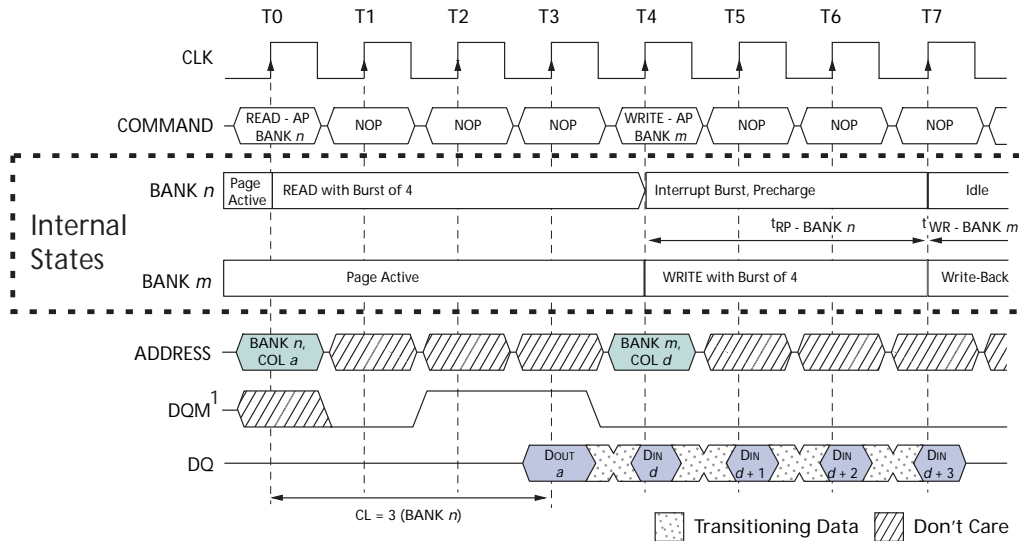 T0 T1 T2 T3 T4 T5 T6 T7
CLK
COMMAND READ - AP BANK n NOP NOP NOP WRITE - AP BANK m NOP NOP NOP
Internal States
BANK n Page Active READ with Burst of 4 Interrupt Burst, Precharge Idle
tRP - BANK n tWR - BANK m
BANK m Page Active WRITE with Burst of 4 Write-Back
ADDRESS BANK n, COL a BANK m, COL d
DQM1
DQ DOUT a DIN d DIN d + 1 DIN d + 2 DIN d + 3
CL = 3 (BANK n)
Transitioning Data Don't Care